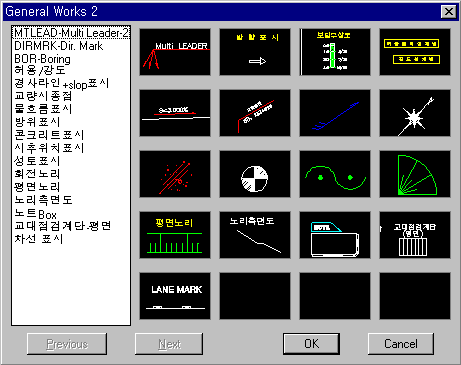 General Works 2
MTLEAD-Multi Leader-2
DIRMRK-Dir. Mark
BOR-Boring
허용/강도
경사라인+slop표시
교량시종점
물흐름표시
방위표시
콘크리트표시
시추위치표시
성토표시
회전노리
평면노리
노리측면도
노트Box
교대점검계단-평면
차선 표시
Multi LEADER
방향표시
보링주상도
S=2.000%
평면노리
노리측면도
NOTE
교대점검계단
평면
LANE MARK
Previous
Next
OK
Cancel